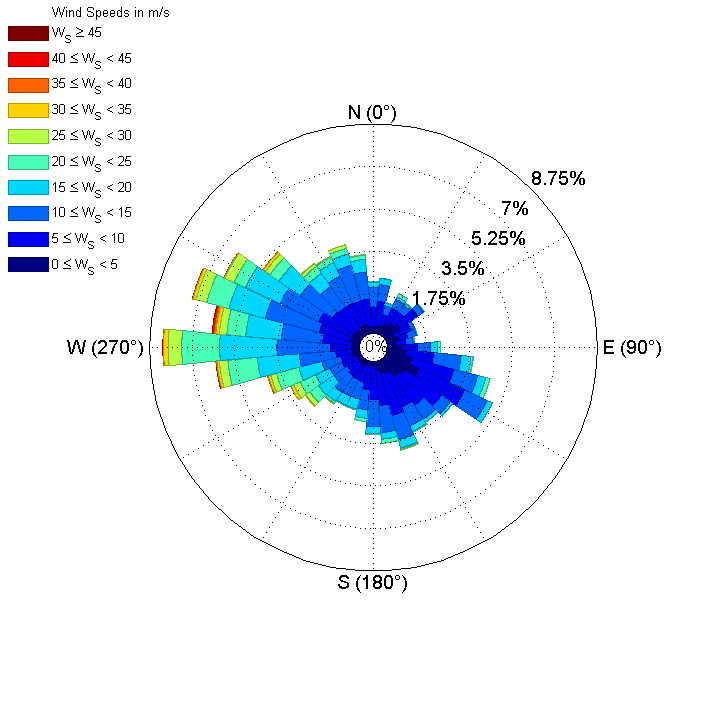 Wind Speeds in m/s
W_S ≥ 45
40 ≤ W_S < 45
35 ≤ W_S < 40
30 ≤ W_S < 35
25 ≤ W_S < 30
20 ≤ W_S < 25
15 ≤ W_S < 20
10 ≤ W_S < 15
5 ≤ W_S < 10
0 ≤ W_S < 5
N (0°)
8.75%
7%
5.25%
3.5%
1.75%
0%
W (270°)
E (90°)
S (180°)